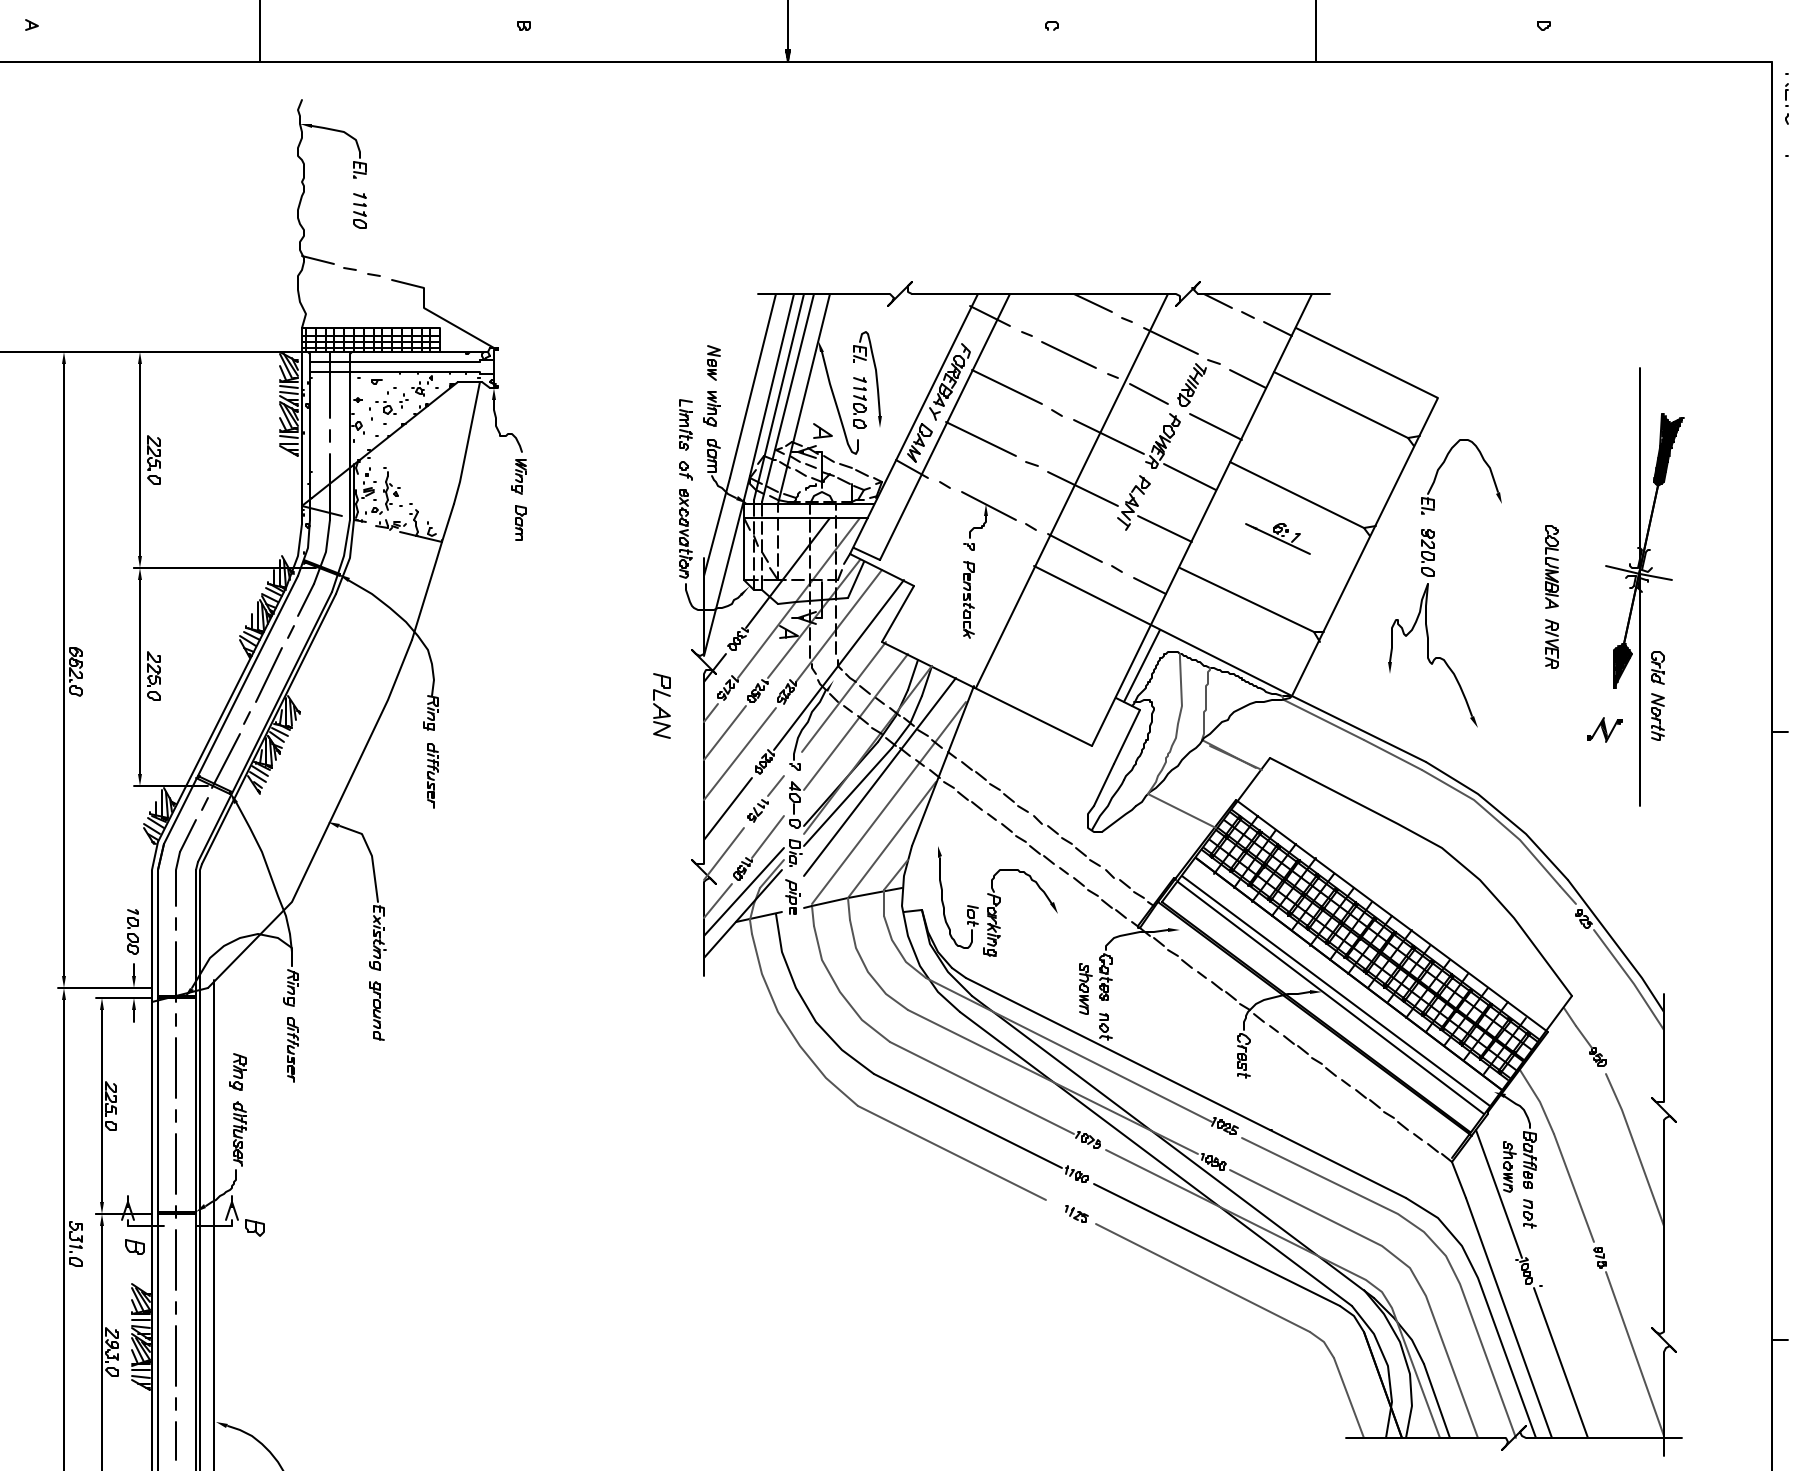 A
B
C
D
El. 1110
Wing Dam
225.0
225.0
662.0
10.00
225.0
531.0
293.0
Ring diffuser
Ring diffuser
Ring diffuser
Existing ground
B
B
PLAN
New wing dam
Limits of excavation
El. 1110.0
A
A
FOREBAY DAM
THIRD POWER PLANT
? Penstack
6:1
El. 920.0
COLUMBIA RIVER
Grid North
N
1300
1275
1250
1225
1200
1175
1150
? 40-0 Dia. pipe
Parking
lot
Gates not
shown
Crest
Baffles not
shown
925
950
975
1000
1025
1050
1075
1100
1125